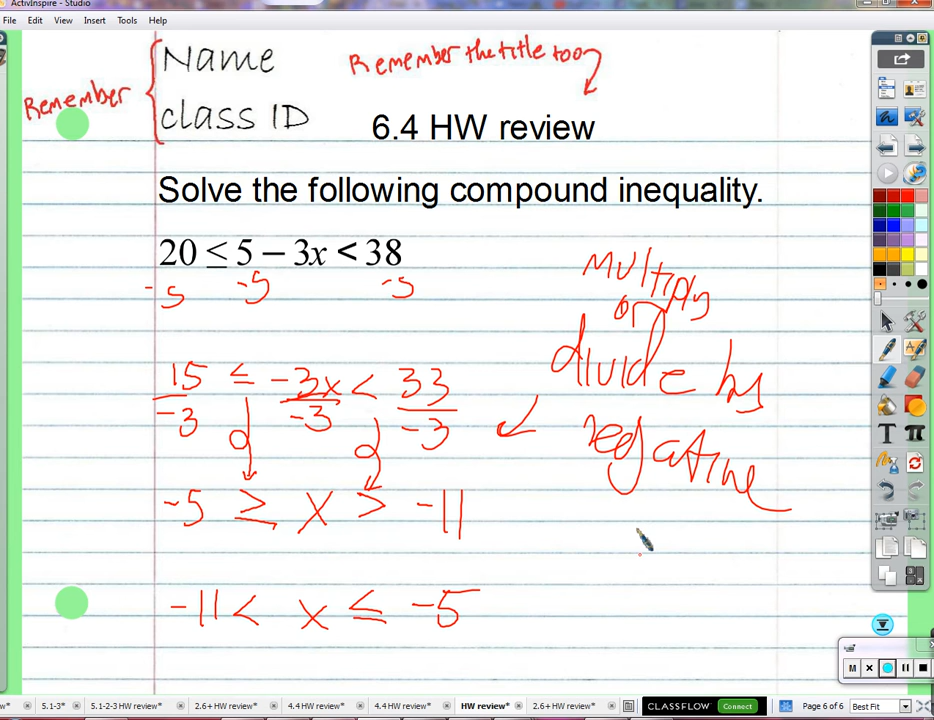 ActivInspire - Studio
File Edit View Insert Tools Help
Name
Remember the title too
Remember
class ID
6.4 HW review
Solve the following compound inequality.
20 ≤ 5 − 3x < 38
-5 -5 -5
multiply
or
divide by
negative
15 ≤ -3x < 33
-3 -3 -3
-5 ≥ x > -11
-11 < x ≤ -5
M
w* 5.1-3* 5.1-2-3 HW review* 2.6+ HW review* 4.4 HW review* 4.4 HW review* HW review* 2.6+ HW review* CLASSFLOW Connect Page 6 of 6 Best Fit